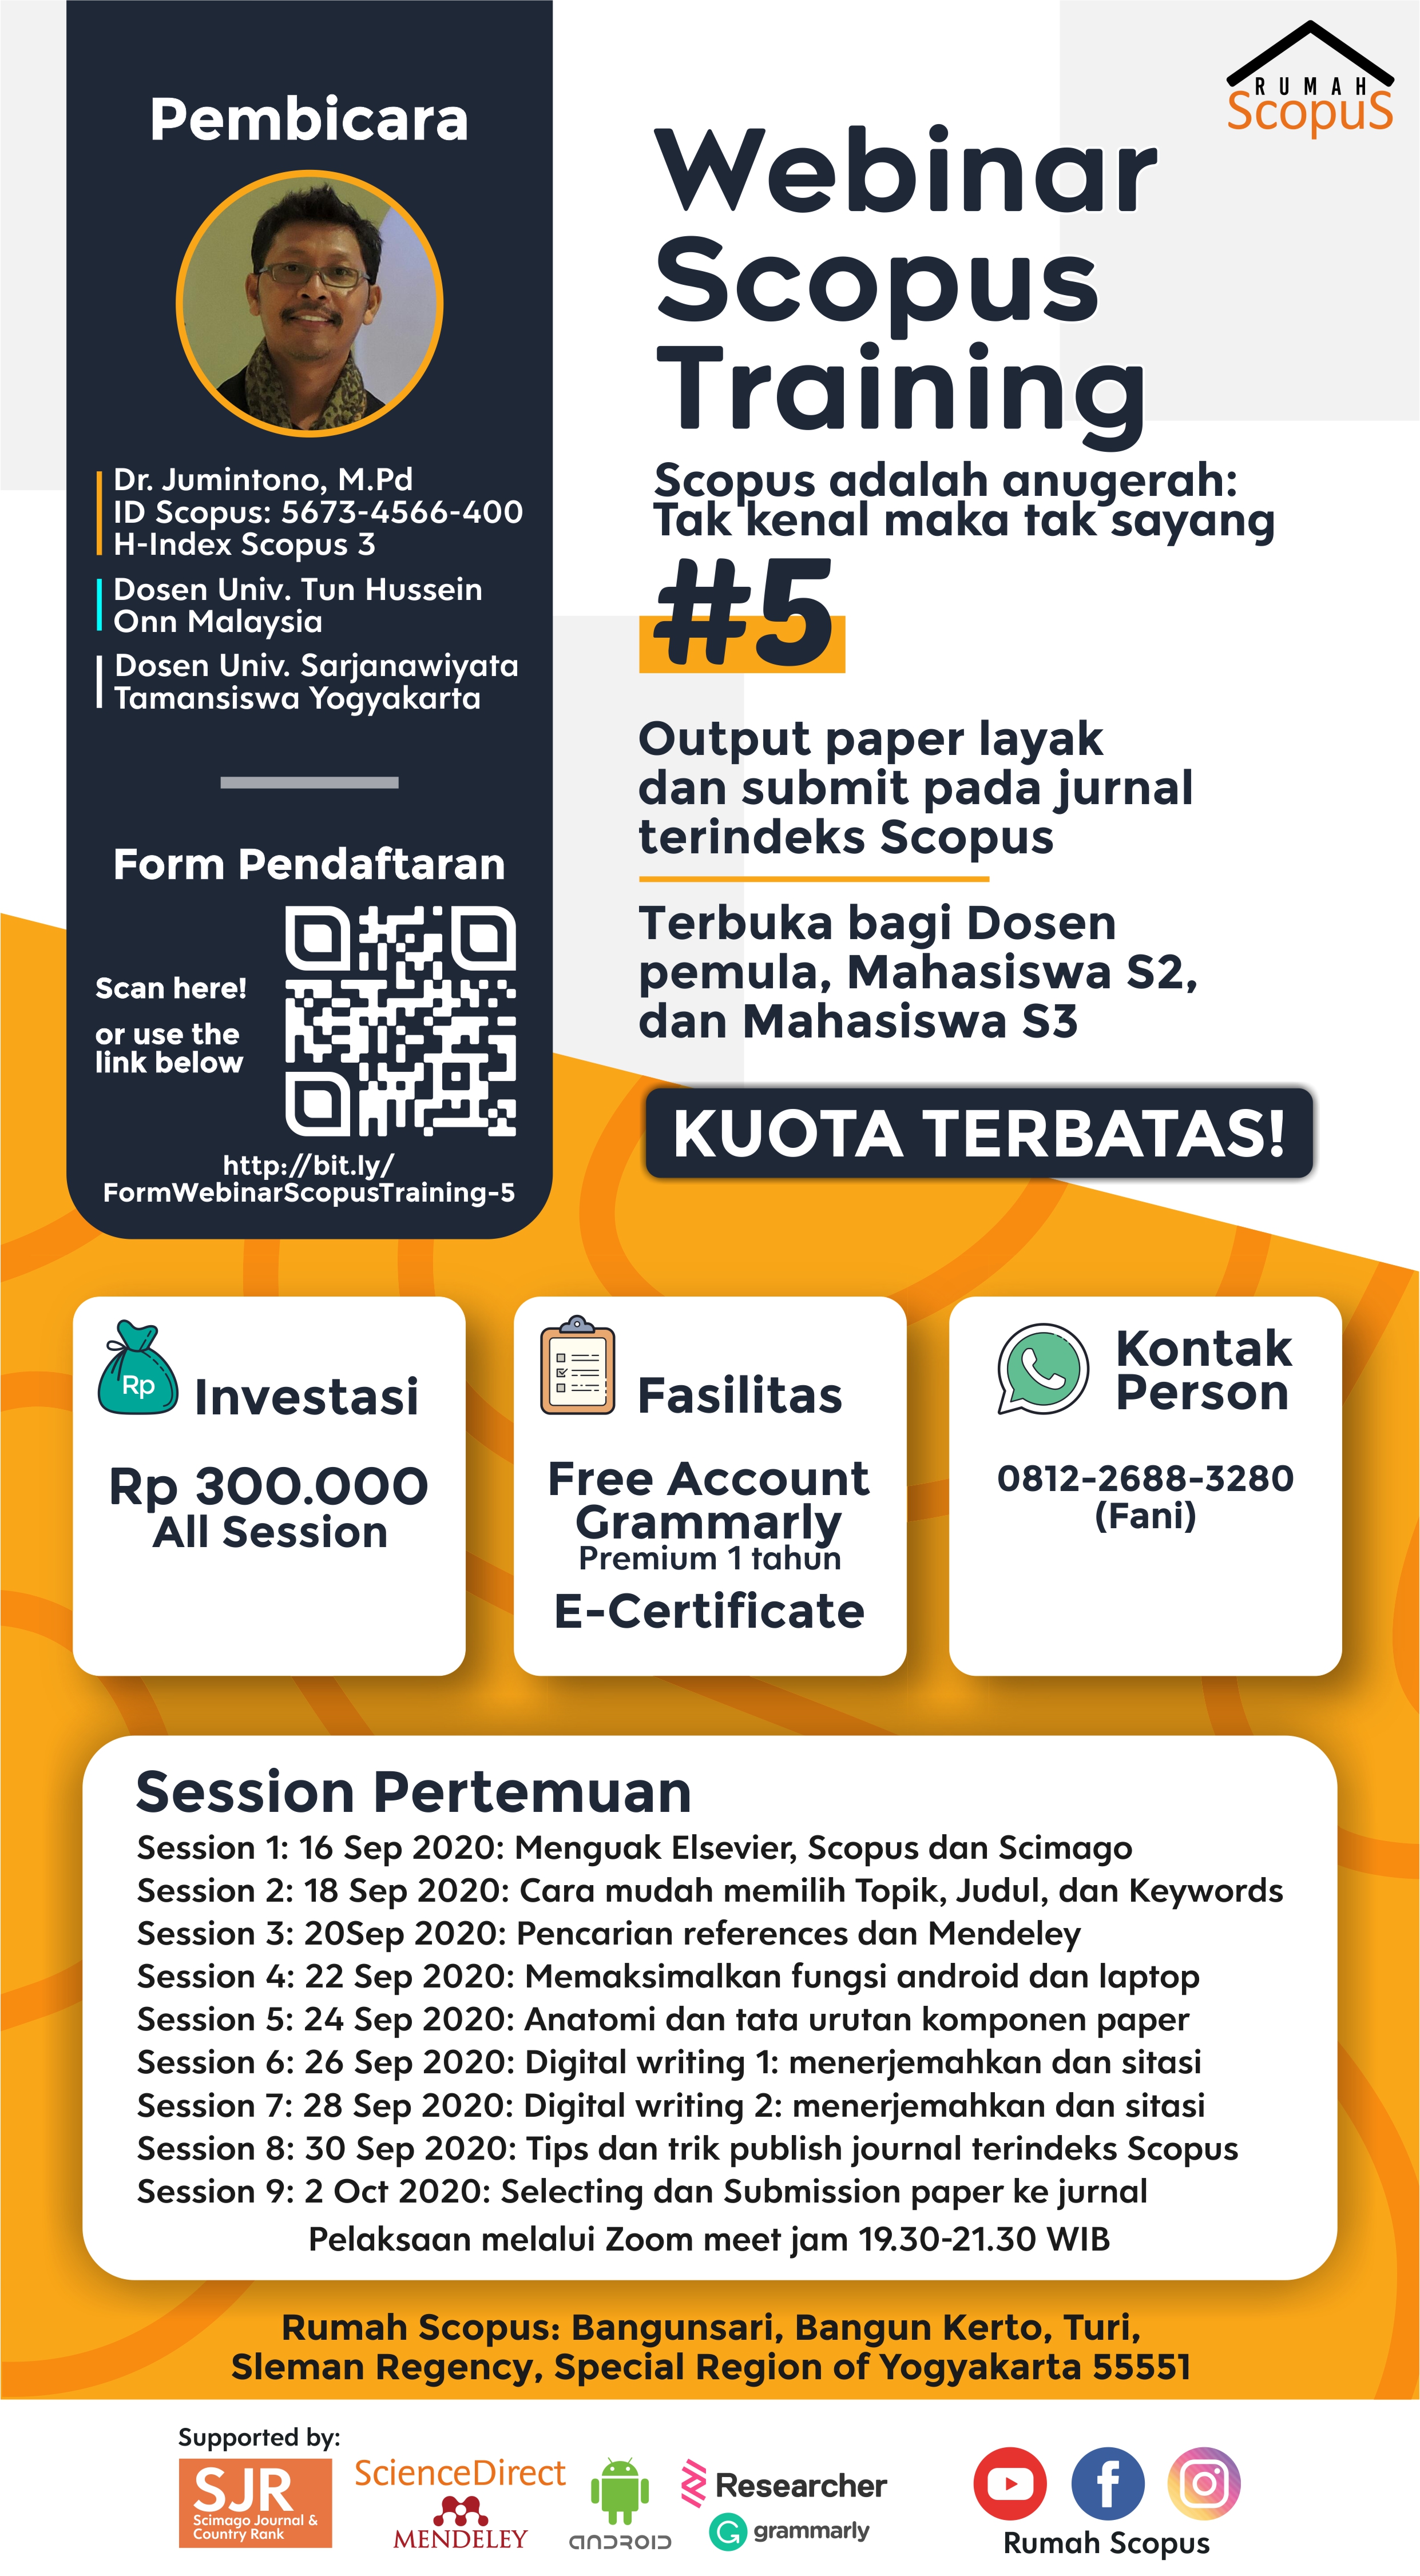 RUMAH
ScopuS
Pembicara
Dr. Jumintono, M.Pd
ID Scopus: 5673-4566-400
H-Index Scopus 3
Dosen Univ. Tun Hussein
Onn Malaysia
Dosen Univ. Sarjanawiyata
Tamansiswa Yogyakarta
Form Pendaftaran
Scan here!
or use the
link below
http://bit.ly/
FormWebinarScopusTraining-5
Webinar
Scopus
Training
Scopus adalah anugerah:
Tak kenal maka tak sayang
#5
Output paper layak
dan submit pada jurnal
terindeks Scopus
Terbuka bagi Dosen
pemula, Mahasiswa S2,
dan Mahasiswa S3
KUOTA TERBATAS!
Rp
Investasi
Rp 300.000
All Session
Fasilitas
Free Account
Grammarly
Premium 1 tahun
E-Certificate
Kontak
Person
0812-2688-3280
(Fani)
Session Pertemuan
Session 1: 16 Sep 2020: Menguak Elsevier, Scopus dan Scimago
Session 2: 18 Sep 2020: Cara mudah memilih Topik, Judul, dan Keywords
Session 3: 20Sep 2020: Pencarian references dan Mendeley
Session 4: 22 Sep 2020: Memaksimalkan fungsi android dan laptop
Session 5: 24 Sep 2020: Anatomi dan tata urutan komponen paper
Session 6: 26 Sep 2020: Digital writing 1: menerjemahkan dan sitasi
Session 7: 28 Sep 2020: Digital writing 2: menerjemahkan dan sitasi
Session 8: 30 Sep 2020: Tips dan trik publish journal terindeks Scopus
Session 9: 2 Oct 2020: Selecting dan Submission paper ke jurnal
Pelaksaan melalui Zoom meet jam 19.30-21.30 WIB
Rumah Scopus: Bangunsari, Bangun Kerto, Turi,
Sleman Regency, Special Region of Yogyakarta 55551
Supported by:
SJR
Scimago Journal &
Country Rank
ScienceDirect
MENDELEY
ANDROID
Researcher
grammarly
Rumah Scopus